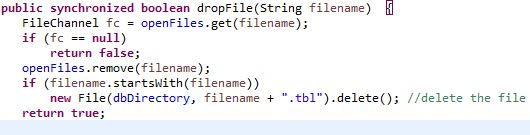 public synchronized boolean dropFile(String filename) {
FileChannel fc = openFiles.get(filename);
if (fc == null)
return false;
openFiles.remove(filename);
if (filename.startsWith(filename))
new File(dbDirectory, filename + ".tbl").delete(); //delete the file
return true;